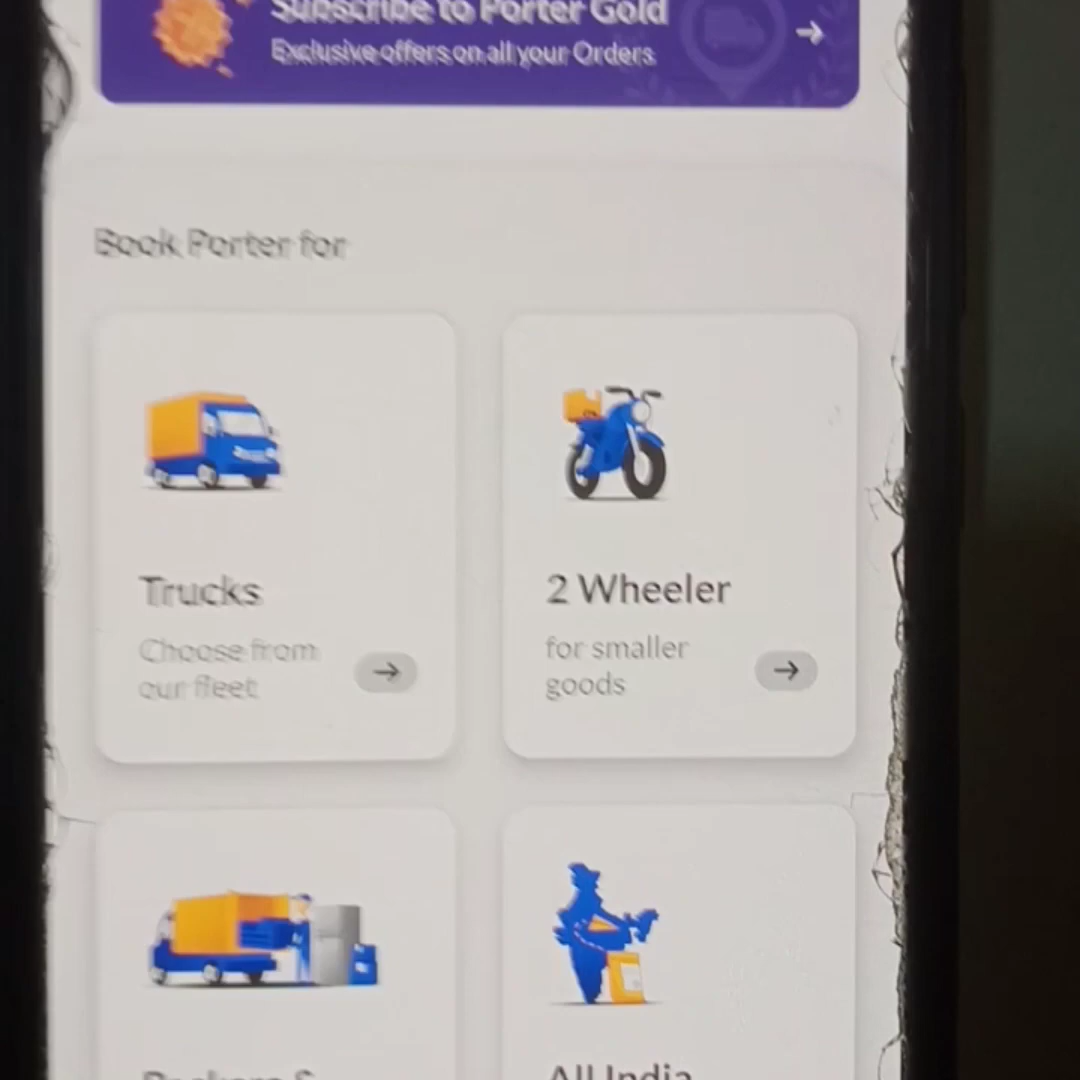 Subscribe to Porter Gold
Exclusive offers on all your Orders
Book Porter for
Trucks
Choose from
our fleet
2 Wheeler
for smaller
goods
Packers &
All India